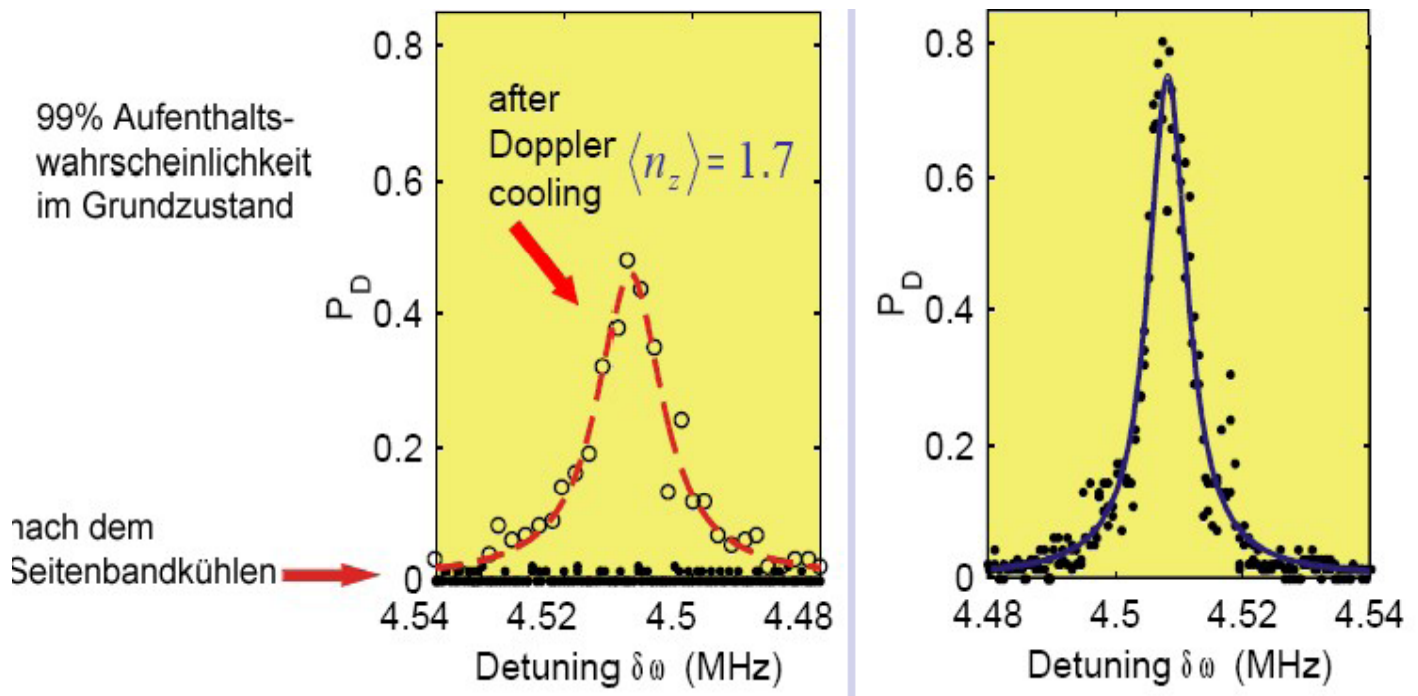 99% Aufenthalts-
wahrscheinlichkeit
im Grundzustand
nach dem
Seitenbandkühlen
0.8
0.6
0.4
0.2
0
P_D
after
Doppler
cooling
⟨n_z⟩ = 1.7
4.54 4.52 4.5 4.48
Detuning δω (MHz)
0.8
0.6
0.4
0.2
0
P_D
4.48 4.5 4.52 4.54
Detuning δω (MHz)